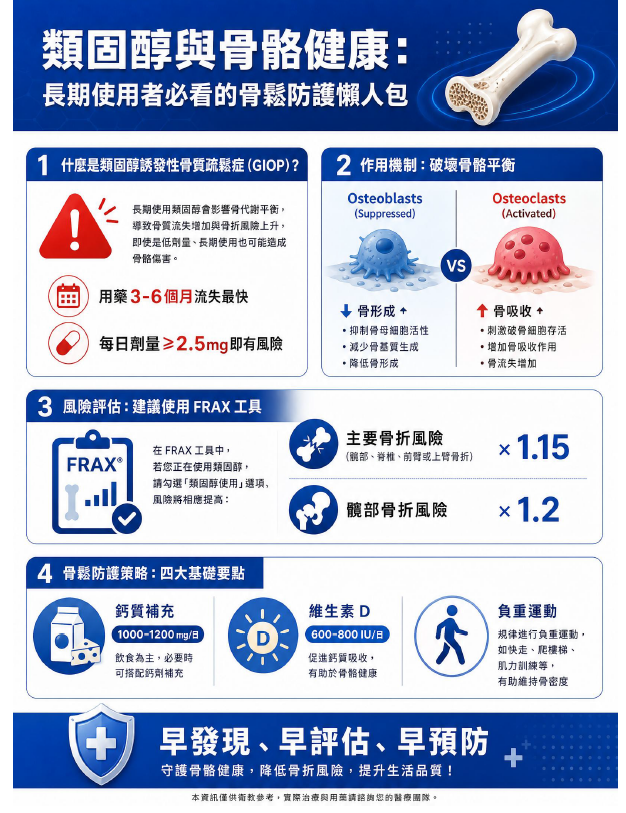 類固醇與骨骼健康：
長期使用者必看的骨鬆防護懶人包
1 什麼是類固醇誘發性骨質疏鬆症(GIOP)？
長期使用類固醇會影響骨代謝平衡，
導致骨質流失增加與骨折風險上升，
即使是低劑量、長期使用也可能造成
骨骼傷害。
用藥 3-6 個月流失最快
每日劑量 ≥2.5mg 即有風險
2 作用機制：破壞骨骼平衡
Osteoblasts
(Suppressed)
VS
Osteoclasts
(Activated)
↓ 骨形成 ↑
• 抑制骨母細胞活性
• 減少骨基質生成
• 降低骨形成
↑ 骨吸收 ↑
• 刺激破骨細胞存活
• 增加骨吸收作用
• 骨流失增加
3 風險評估：建議使用 FRAX 工具
FRAX®
在 FRAX 工具中，
若您正在使用類固醇，
請勾選「類固醇使用」選項，
風險將相應提高：
主要骨折風險
(髖部、脊椎、前臂或上臂骨折)
× 1.15
髖部骨折風險
× 1.2
4 骨鬆防護策略：四大基礎要點
鈣質補充
1000-1200 mg/日
飲食為主，必要時
可搭配鈣劑補充
D
維生素 D
600-800 IU/日
促進鈣質吸收，
有助於骨骼健康
負重運動
規律進行負重運動，
如快走、爬樓梯、
肌力訓練等，
有助維持骨密度
早發現、早評估、早預防
守護骨骼健康，降低骨折風險，提升生活品質！
本資訊僅供衛教參考，實際治療與用藥請諮詢您的醫療團隊。